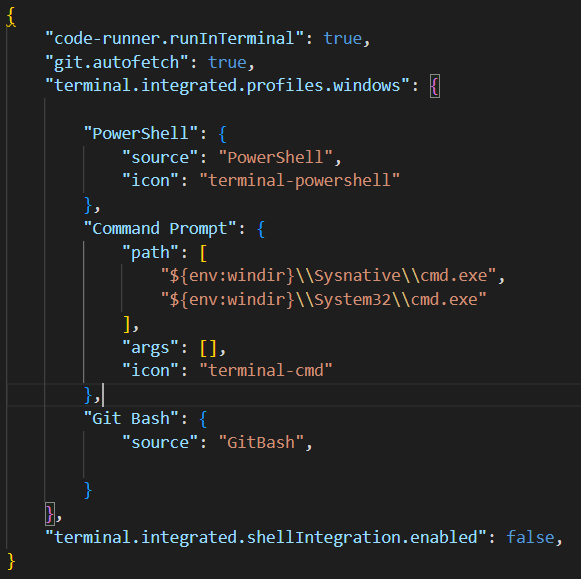 {
    "code-runner.runInTerminal": true,
    "git.autofetch": true,
    "terminal.integrated.profiles.windows": {

        "PowerShell": {
            "source": "PowerShell",
            "icon": "terminal-powershell"
        },
        "Command Prompt": {
            "path": [
                "${env:windir}\\Sysnative\\cmd.exe",
                "${env:windir}\\System32\\cmd.exe"
            ],
            "args": [],
            "icon": "terminal-cmd"
        },
        "Git Bash": {
            "source": "GitBash",

        }
    },
    "terminal.integrated.shellIntegration.enabled": false,
}